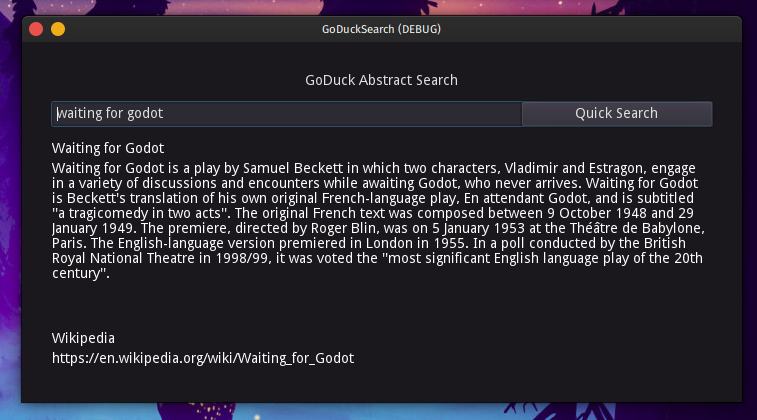 GoDuckSearch (DEBUG)
GoDuck Abstract Search
waiting for godot
Quick Search
Waiting for Godot
Waiting for Godot is a play by Samuel Beckett in which two characters, Vladimir and Estragon, engage
in a variety of discussions and encounters while awaiting Godot, who never arrives. Waiting for Godot
is Beckett's translation of his own original French-language play, En attendant Godot, and is subtitled
"a tragicomedy in two acts". The original French text was composed between 9 October 1948 and 29
January 1949. The premiere, directed by Roger Blin, was on 5 January 1953 at the Théâtre de Babylone,
Paris. The English-language version premiered in London in 1955. In a poll conducted by the British
Royal National Theatre in 1998/99, it was voted the "most significant English language play of the 20th
century".
Wikipedia
https://en.wikipedia.org/wiki/Waiting_for_Godot